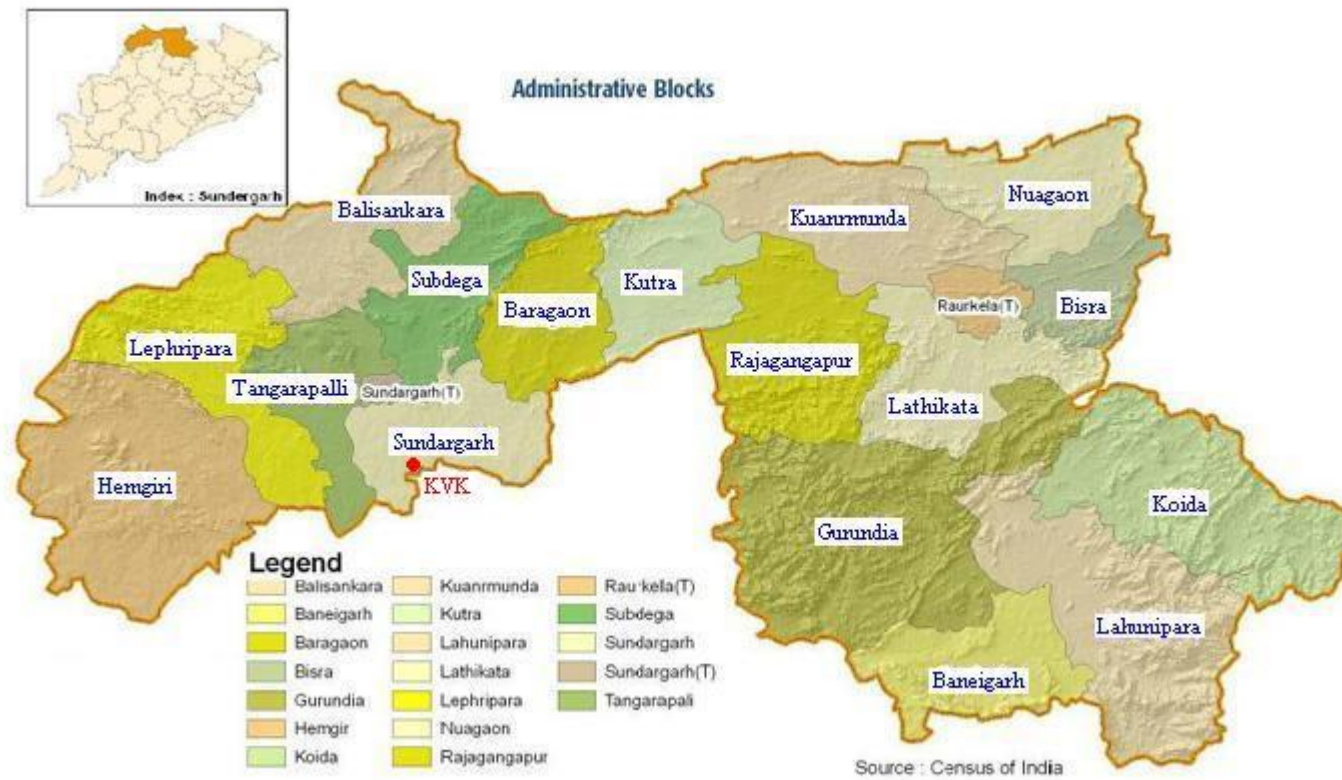 Administrative Blocks
Index : Sundergarh
Balisankara
Nuagaon
Kuanrmunda
Subdega
Kutra
Baragaon
Raurkela(T)
Bisra
Lephripara
Rajagangapur
Tangarapalli
Sundargarh(T)
Lathikata
Sundargarh
KVK
Hemgiri
Koida
Gurundia
Lahunipara
Baneigarh
Legend
Balisankara
Baneigarh
Baragaon
Bisra
Gurundia
Hemgir
Koida
Kuanrmunda
Kutra
Lahunipara
Lathikata
Lephripara
Nuagaon
Rajagangapur
Rau·kela(T)
Subdega
Sundargarh
Sundargarh(T)
Tangarapali
Source : Census of India